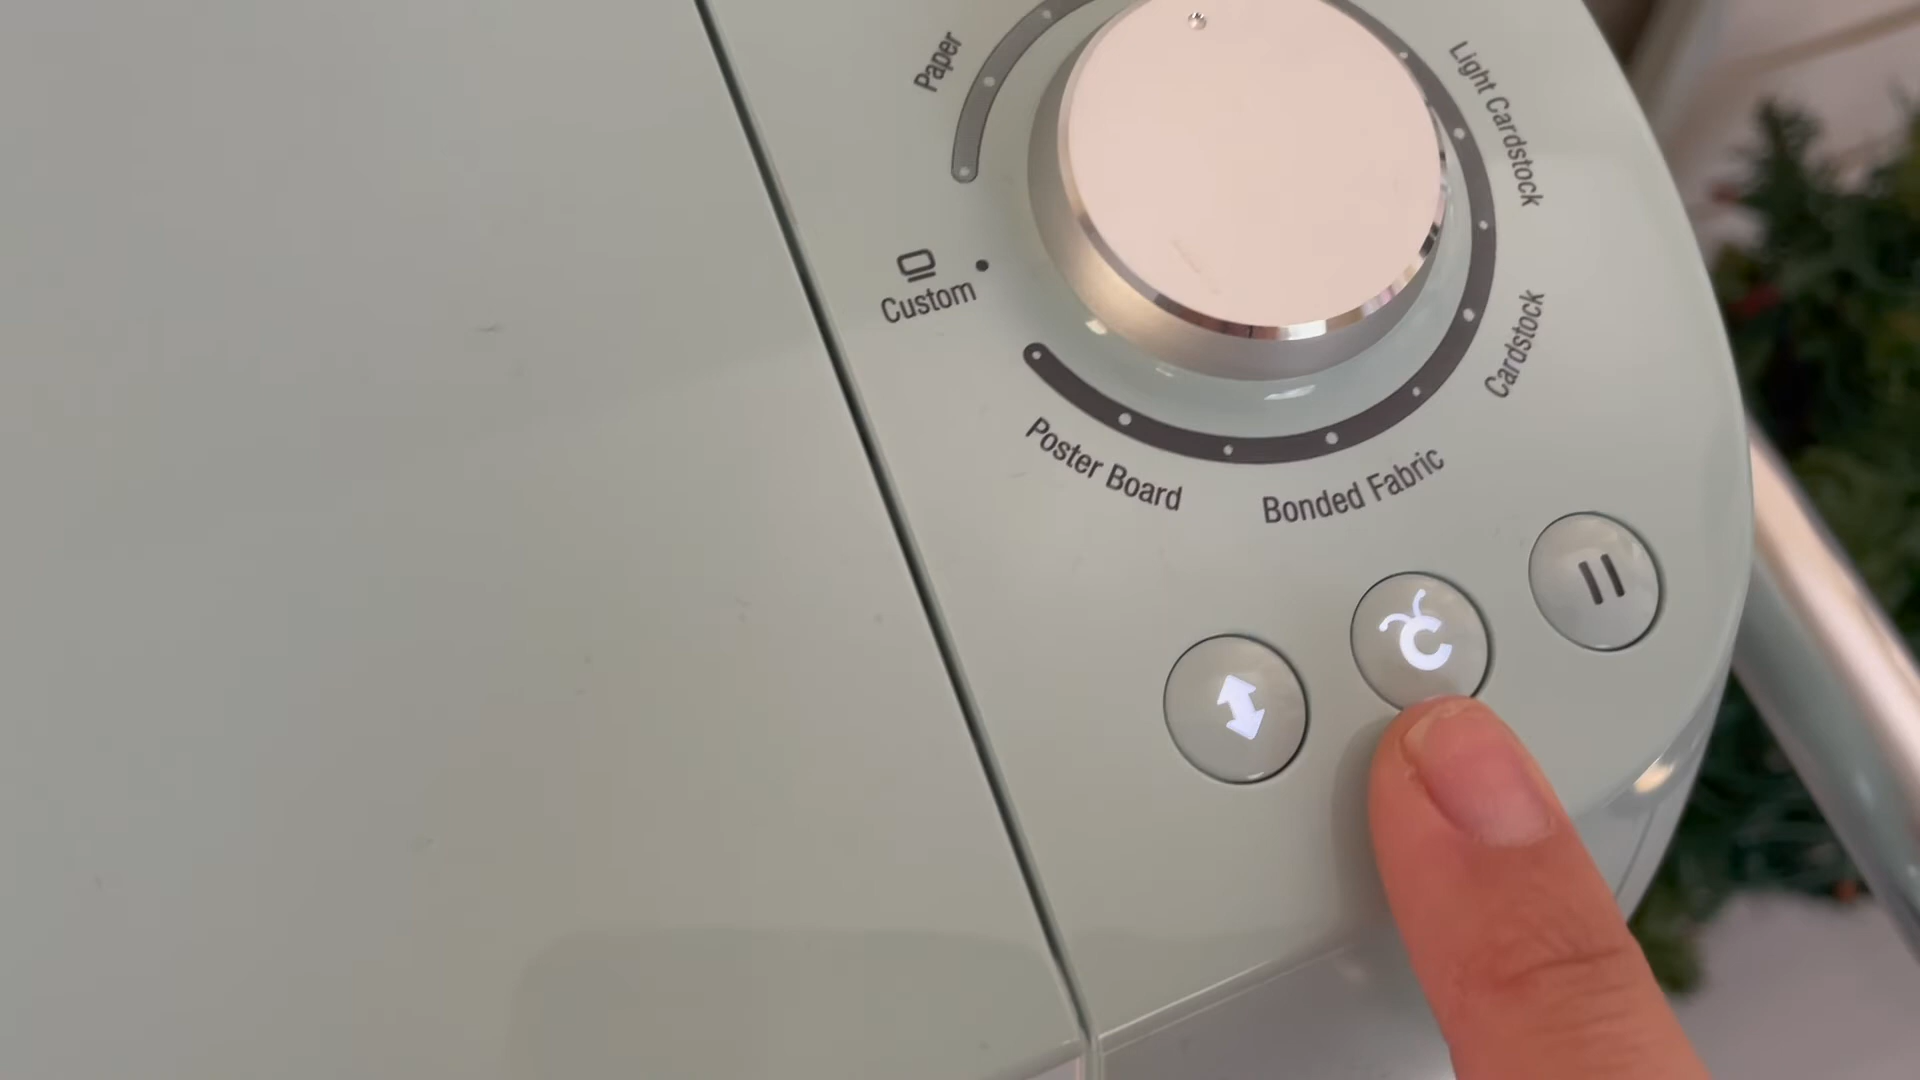 Paper
Light Cardstock
Custom
Cardstock
Poster Board
Bonded Fabric